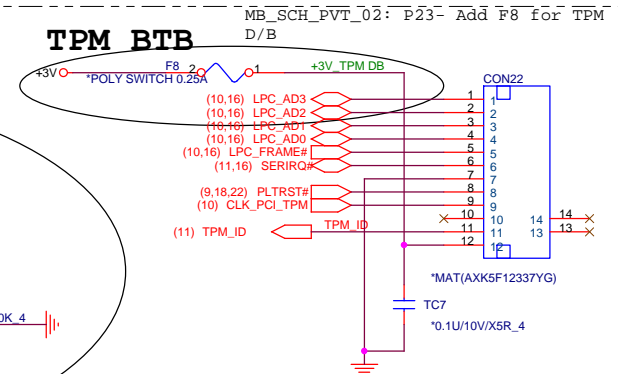 MB_SCH_PVT_02: P23- Add F8 for TPM
D/B
TPM BTB
+3V
F8
2
1
+3V_TPM DB
*POLY SWITCH 0.25A
CON22
(10,16) LPC_AD3
1
1
(10,16) LPC_AD2
2
2
(10,16) LPC_AD1
3
3
(10,16) LPC_AD0
4
4
(10,16) LPC_FRAME#
5
5
(11,16) SERIRQ#
6
6
7
7
(9,18,22) PLTRST#
8
8
(10) CLK_PCI_TPM
9
9
10
10
14
14
(11) TPM_ID
TPM_ID
11
11
13
13
12
12
*MAT(AXK5F12337YG)
TC7
*0.1U/10V/X5R_4
0K_4